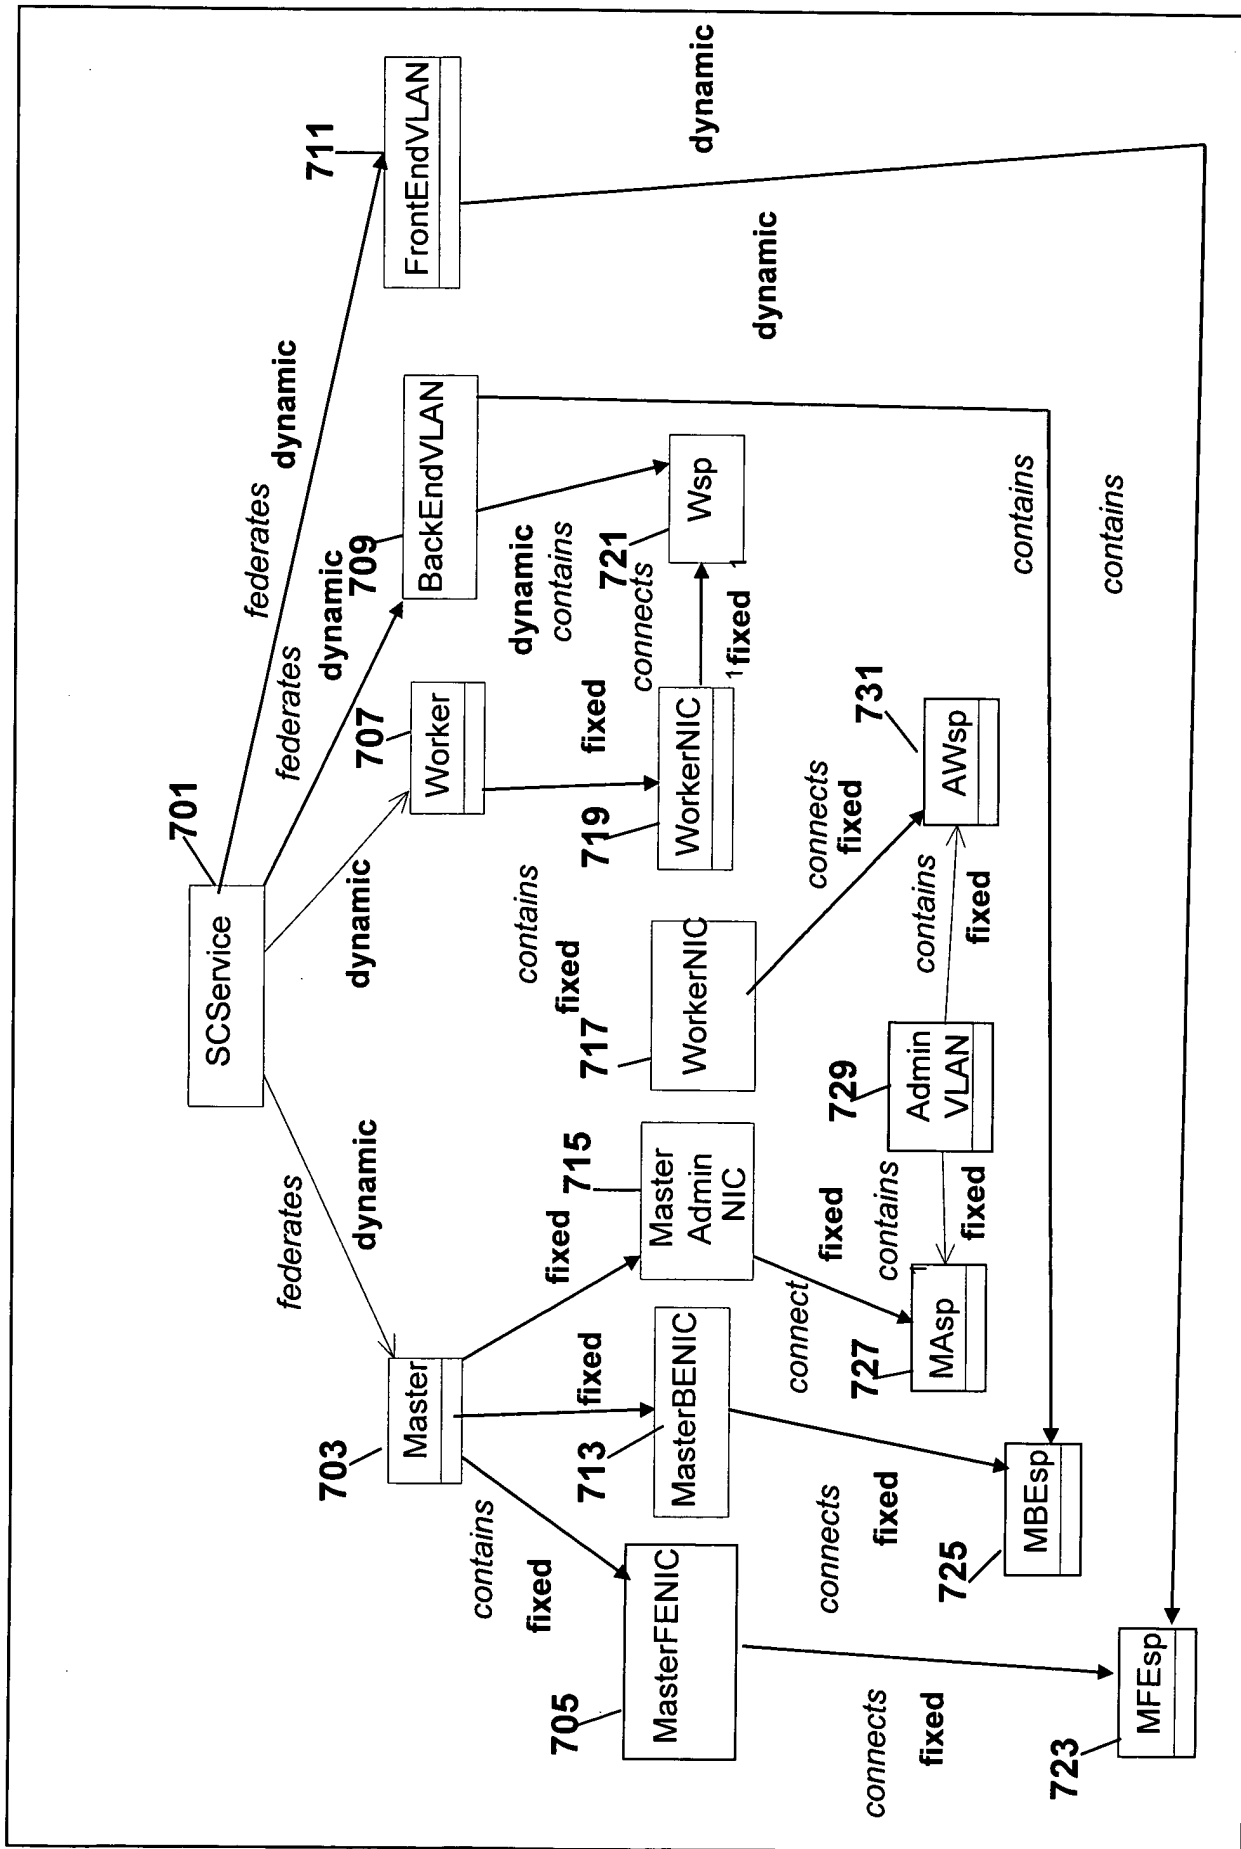 701
SCService
federates
dynamic
dynamic
federates
dynamic
federates
dynamic
703
Master
707
Worker
709
BackEndVLAN
711
FrontEndVLAN
contains
fixed
fixed
fixed
contains
fixed
fixed
dynamic
contains
dynamic
dynamic
705
MasterFENIC
713
MasterBENIC
715
Master
Admin
NIC
717
WorkerNIC
719
WorkerNIC
connects
1
fixed
1
721
Wsp
connects
fixed
connects
fixed
connect
fixed
connects
fixed
727
MAsp
contains
fixed
729
Admin
VLAN
contains
fixed
731
AWsp
725
MBEsp
contains
723
MFEsp
contains